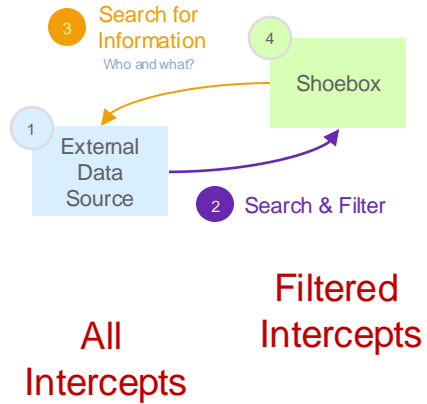 3
Search for
Information
Who and what?
4
Shoebox
1
External
Data
Source
2
Search & Filter
Filtered
Intercepts
All
Intercepts